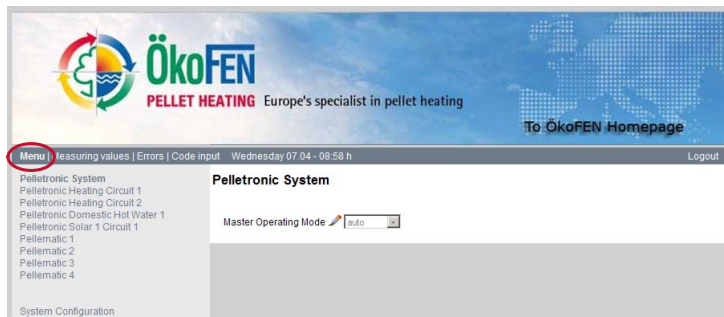 ÖkoFEN
PELLET HEATING Europe's specialist in pellet heating
To ÖkoFEN Homepage
Menu | Measuring values | Errors | Code input Wednesday 07.04 - 08:58 h Logout
Pelletronic System
Pelletronic Heating Circuit 1
Pelletronic Heating Circuit 2
Pelletronic Domestic Hot Water 1
Pelletronic Solar 1 Circuit 1
Pellematic 1
Pellematic 2
Pellematic 3
Pellematic 4
System Configuration
Pelletronic System
Master Operating Mode auto